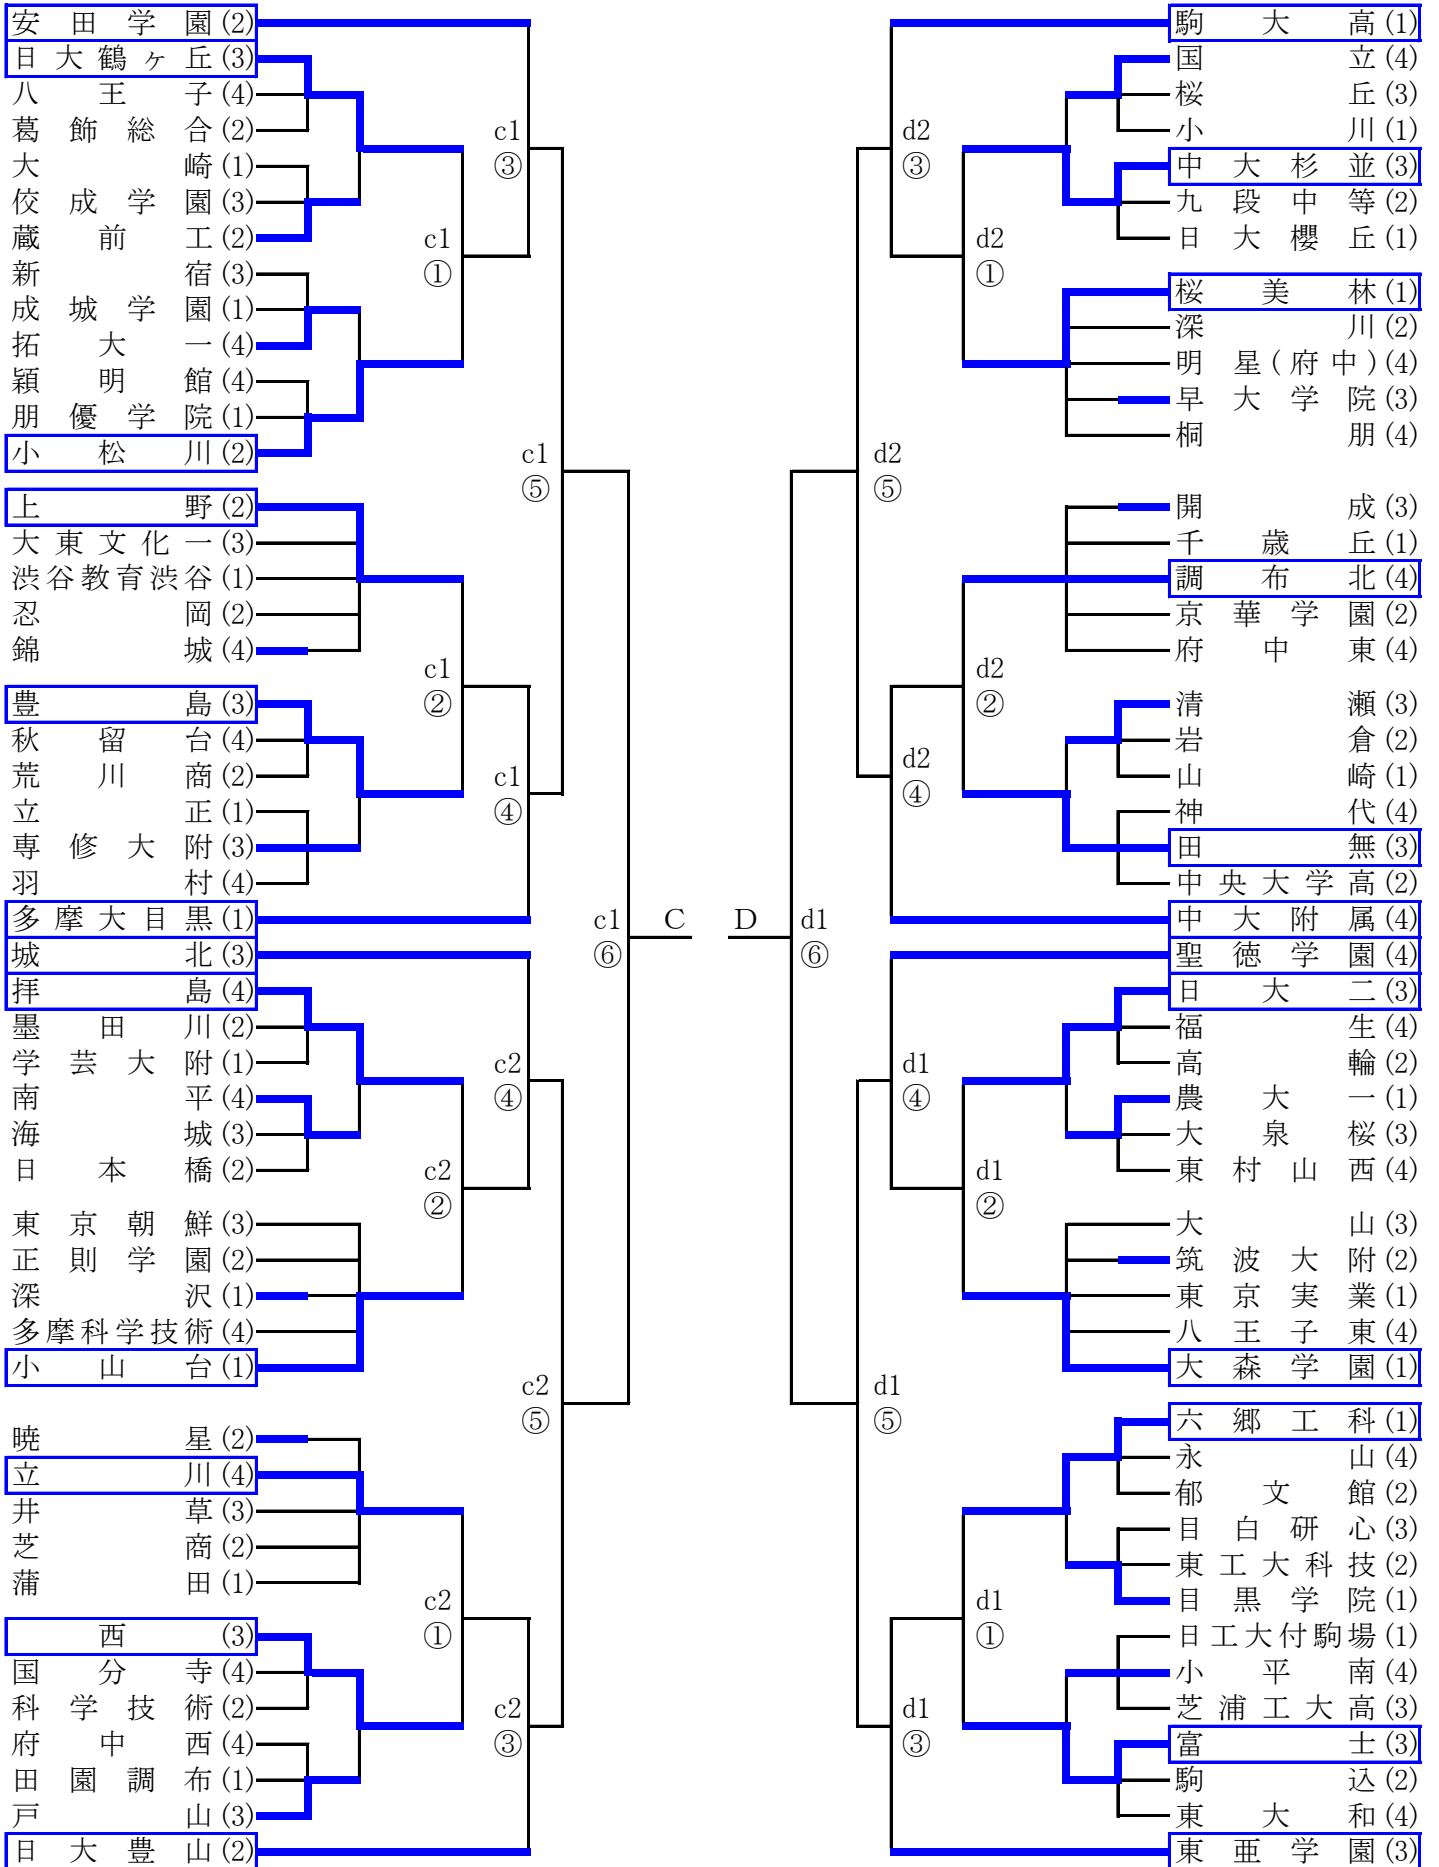 安田学園(2)
日大鶴ヶ丘(3)
八王子(4)
葛飾総合(2)
大崎(1)
佼成学園(3)
蔵前工(2)
新宿(3)
成城学園(1)
拓大一(4)
穎明館(4)
朋優学院(1)
小松川(2)
上野(2)
大東文化一(3)
渋谷教育渋谷(1)
忍岡(2)
錦城(4)
豊島(3)
秋留台(4)
荒川商(2)
立正(1)
専修大附(3)
羽村(4)
多摩大目黒(1)
城北(3)
拝島(4)
墨田川(2)
学芸大附(1)
南平(4)
海城(3)
日本橋(2)
東京朝鮮(3)
正則学園(2)
深沢(1)
多摩科学技術(4)
小山台(1)
暁星(2)
立川(4)
井草(3)
芝商(2)
蒲田(1)
西(3)
国分寺(4)
科学技術(2)
府中西(4)
田園調布(1)
戸山(3)
日大豊山(2)
c1
③
c1
①
c1
⑤
c1
②
c1
④
c1
⑥
C
c2
④
c2
②
c2
⑤
c2
①
c2
③
D
d2
③
d2
①
d2
⑤
d2
②
d2
④
d1
⑥
d1
④
d1
②
d1
⑤
d1
①
d1
③
駒大高(1)
国立(4)
桜丘(3)
小川(1)
中大杉並(3)
九段中等(2)
日大櫻丘(1)
桜美林(1)
深川(2)
明星(府中)(4)
早大学院(3)
桐朋(4)
開成(3)
千歳丘(1)
調布北(4)
京華学園(2)
府中東(4)
清瀬(3)
岩倉(2)
山崎(1)
神代(4)
田無(3)
中央大学高(2)
中大附属(4)
聖徳学園(4)
日大二(3)
福生(4)
高輪(2)
農大一(1)
大泉桜(3)
東村山西(4)
大山(3)
筑波大附(2)
東京実業(1)
八王子東(4)
大森学園(1)
六郷工科(1)
永山(4)
郁文館(2)
目白研心(3)
東工大科技(2)
目黒学院(1)
日工大付駒場(1)
小平南(4)
芝浦工大高(3)
富士(3)
駒込(2)
東大和(4)
東亜学園(3)